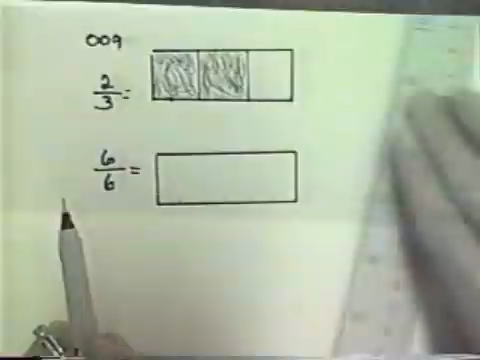 009
2/3=
6/6=